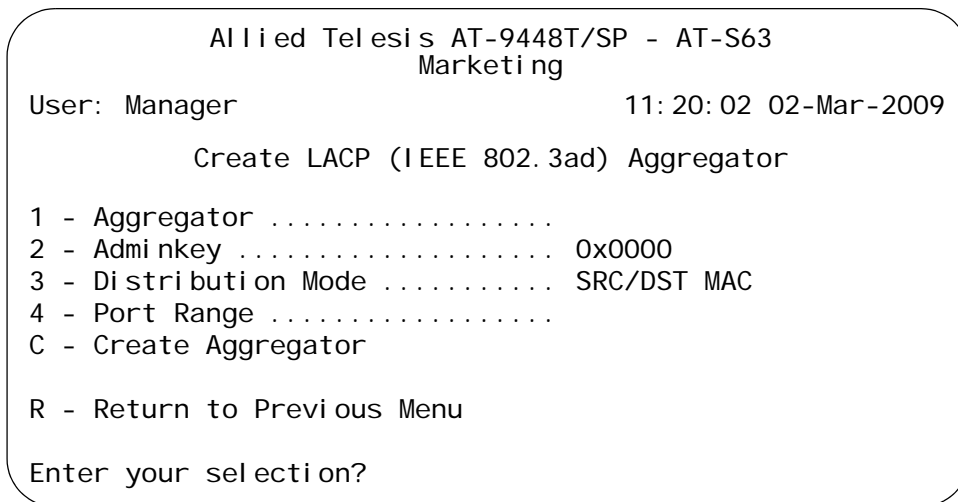 Allied Telesis AT-9448T/SP - AT-S63
Marketing
User: Manager 11:20:02 02-Mar-2009
Create LACP (IEEE 802.3ad) Aggregator
1 - Aggregator ..................
2 - Adminkey .................... 0x0000
3 - Distribution Mode ........... SRC/DST MAC
4 - Port Range ..................
C - Create Aggregator
R - Return to Previous Menu
Enter your selection?